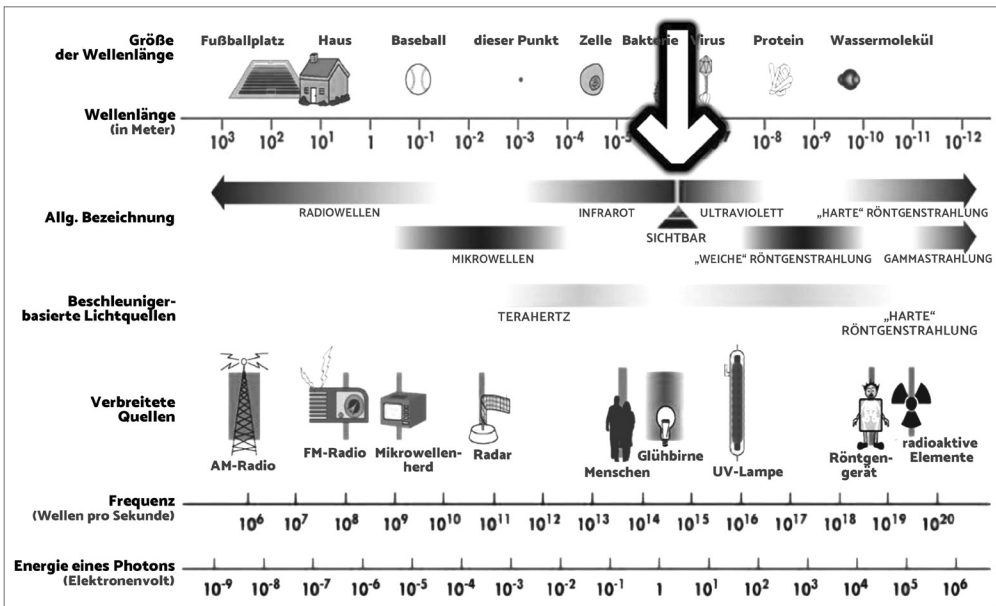 Größe
der Wellenlänge
Fußballplatz Haus Baseball dieser Punkt Zelle Bakterie Virus Protein Wassermolekül
Wellenlänge
(in Meter)
10³ 10² 10¹ 1 10⁻¹ 10⁻² 10⁻³ 10⁻⁴ 10⁻⁵ 10⁻⁸ 10⁻⁹ 10⁻¹⁰ 10⁻¹¹ 10⁻¹²
Allg. Bezeichnung
RADIOWELLEN INFRAROT ULTRAVIOLETT „HARTE“ RÖNTGENSTRAHLUNG
SICHTBAR
MIKROWELLEN „WEICHE“ RÖNTGENSTRAHLUNG GAMMASTRAHLUNG
Beschleuniger-
basierte Lichtquellen
TERAHERTZ „HARTE“
RÖNTGENSTRAHLUNG
Verbreitete
Quellen
AM-Radio
FM-Radio
Mikrowellen-
herd
Radar
Menschen
Glühbirne
UV-Lampe
Röntgen-
gerät
radioaktive
Elemente
Frequenz
(Wellen pro Sekunde)
10⁶ 10⁷ 10⁸ 10⁹ 10¹⁰ 10¹¹ 10¹² 10¹³ 10¹⁴ 10¹⁵ 10¹⁶ 10¹⁷ 10¹⁸ 10¹⁹ 10²⁰
Energie eines Photons
(Elektronenvolt)
10⁻⁹ 10⁻⁸ 10⁻⁷ 10⁻⁶ 10⁻⁵ 10⁻⁴ 10⁻³ 10⁻² 10⁻¹ 1 10¹ 10² 10³ 10⁴ 10⁵ 10⁶